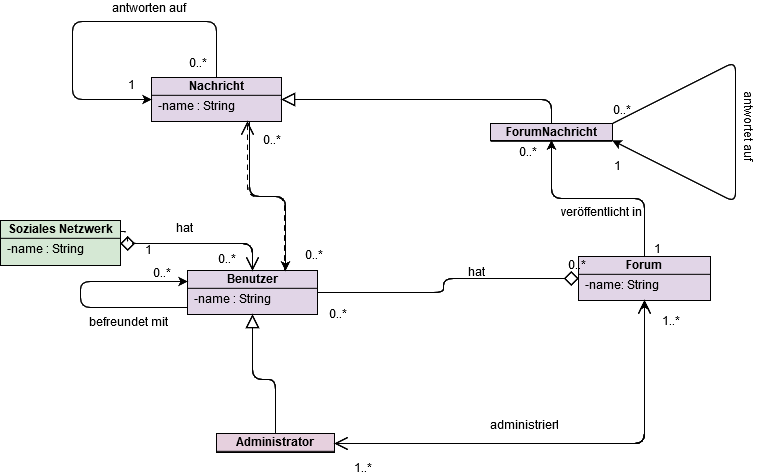 antworten auf
0..*
1
Nachricht
-name : String
0..*
0..*
ForumNachricht
0..*
1
antwortet auf
veröffentlicht in
1
Soziales Netzwerk
-name : String
hat
1
0..*
0..*
0..*
Benutzer
-name : String
befreundet mit
0..*
hat
0..*
Forum
-name: String
1..*
administrierl
Administrator
1..*